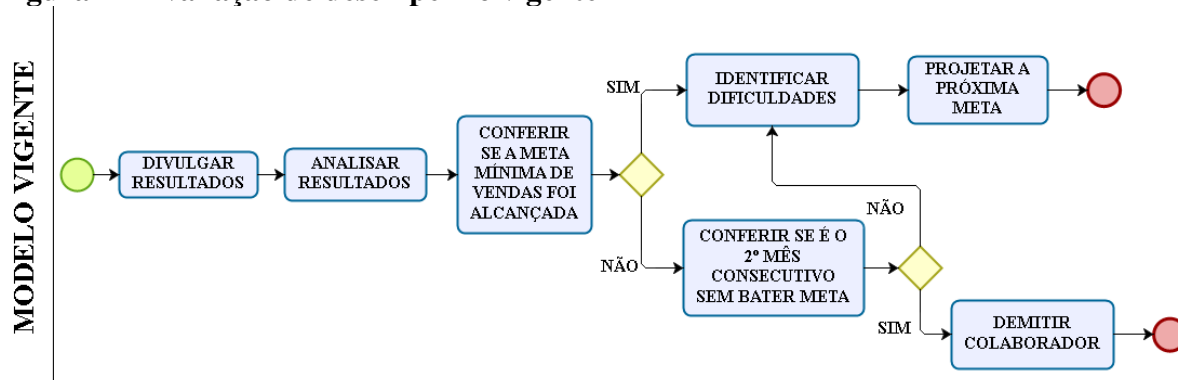 MODELO VIGENTE
DIVULGAR
RESULTADOS
ANALISAR
RESULTADOS
CONFERIR
SE A META
MÍNIMA DE
VENDAS FOI
ALCANÇADA
SIM
IDENTIFICAR
DIFICULDADES
PROJETAR A
PRÓXIMA
META
NÃO
CONFERIR SE É O
2º MÊS
CONSECUTIVO
SEM BATER META
NÃO
SIM
DEMITIR
COLABORADOR